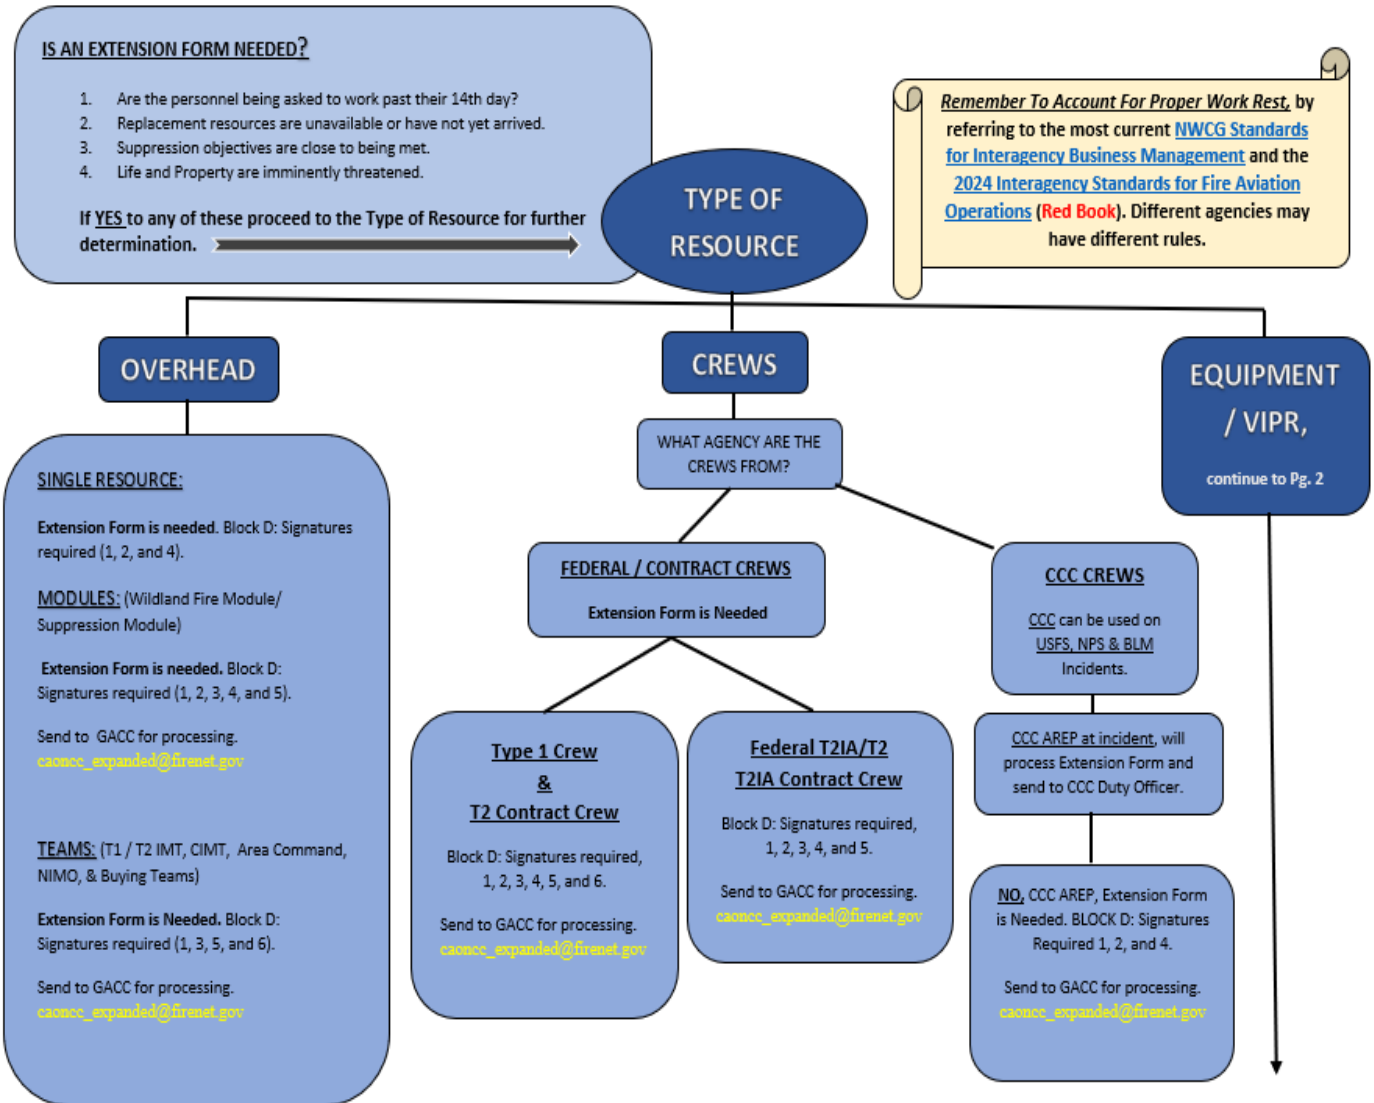 IS AN EXTENSION FORM NEEDED?
1. Are the personnel being asked to work past their 14th day?
2. Replacement resources are unavailable or have not yet arrived.
3. Suppression objectives are close to being met.
4. Life and Property are imminently threatened.
If YES to any of these proceed to the Type of Resource for further
determination.
Remember To Account For Proper Work Rest, by
referring to the most current NWCG Standards
for Interagency Business Management and the
2024 Interagency Standards for Fire Aviation
Operations (Red Book). Different agencies may
have different rules.
TYPE OF
RESOURCE
OVERHEAD
SINGLE RESOURCE:
Extension Form is needed. Block D: Signatures
required (1, 2, and 4).
MODULES: (Wildland Fire Module/
Suppression Module)
Extension Form is needed. Block D:
Signatures required (1, 2, 3, 4, and 5).
Send to GACC for processing.
caoncc_expanded@firenet.gov
TEAMS: (T1 / T2 IMT, CIMT, Area Command,
NIMO, & Buying Teams)
Extension Form is Needed. Block D:
Signatures required (1, 3, 5, and 6).
Send to GACC for processing.
caoncc_expanded@firenet.gov
CREWS
WHAT AGENCY ARE THE
CREWS FROM?
FEDERAL / CONTRACT CREWS
Extension Form is Needed
Type 1 Crew
&
T2 Contract Crew
Block D: Signatures required,
1, 2, 3, 4, 5, and 6.
Send to GACC for processing.
caoncc_expanded@firenet.gov
Federal T2IA/T2
T2IA Contract Crew
Block D: Signatures required,
1, 2, 3, 4, and 5.
Send to GACC for processing.
caoncc_expanded@firenet.gov
CCC CREWS
CCC can be used on
USFS, NPS & BLM
Incidents.
CCC AREP at incident, will
process Extension Form and
send to CCC Duty Officer.
NO, CCC AREP, Extension Form
is Needed. BLOCK D: Signatures
Required 1, 2, and 4.
Send to GACC for processing.
caoncc_expanded@firenet.gov
EQUIPMENT
/ VIPR,
continue to Pg. 2